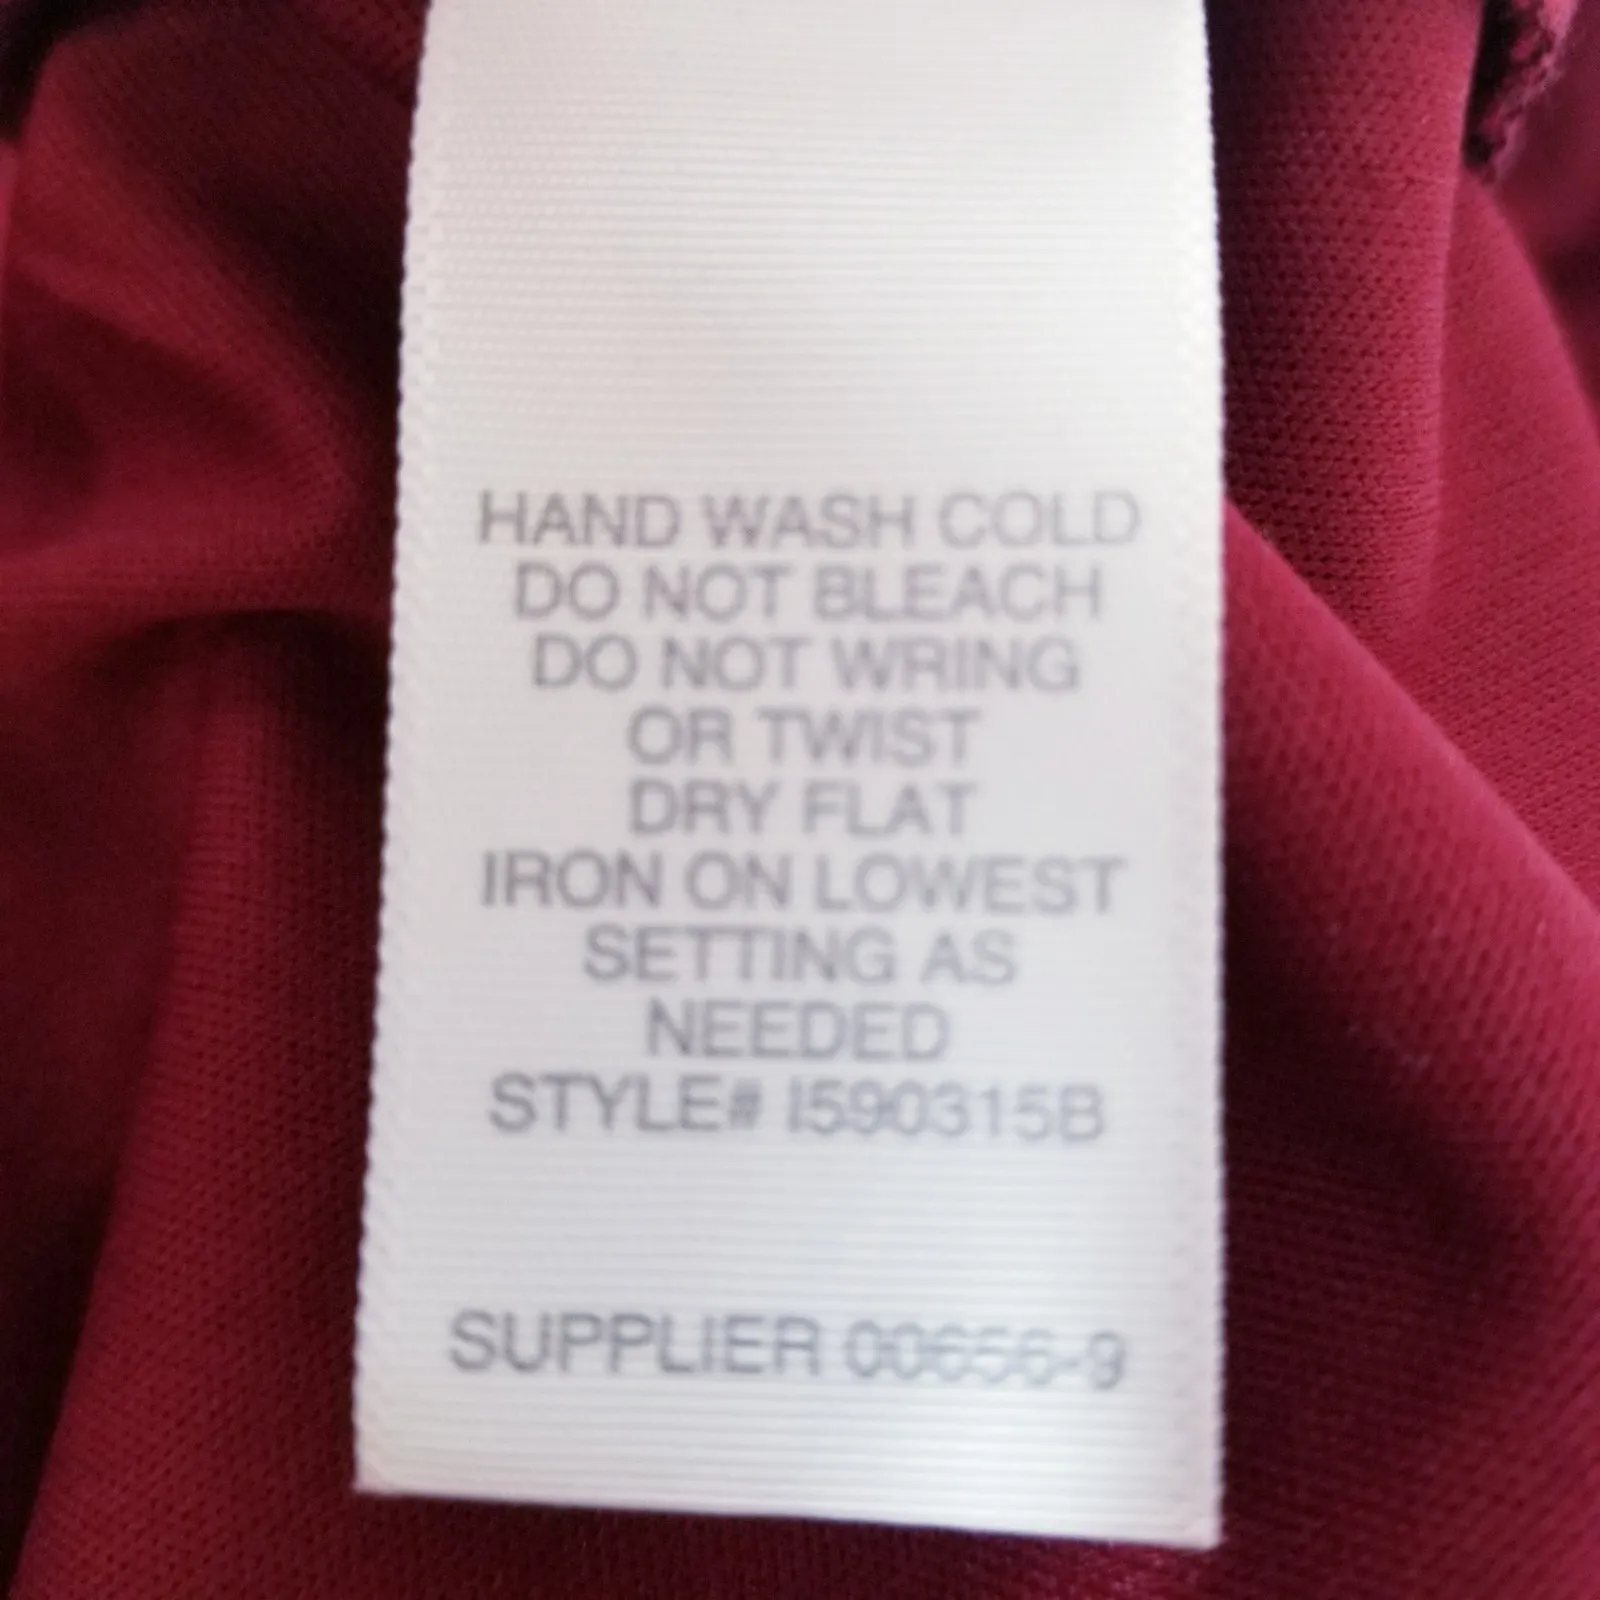 HAND WASH COLD
DO NOT BLEACH
DO NOT WRING
OR TWIST
DRY FLAT
IRON ON LOWEST
SETTING AS
NEEDED
STYLE# I590315B
SUPPLIER 00656-9